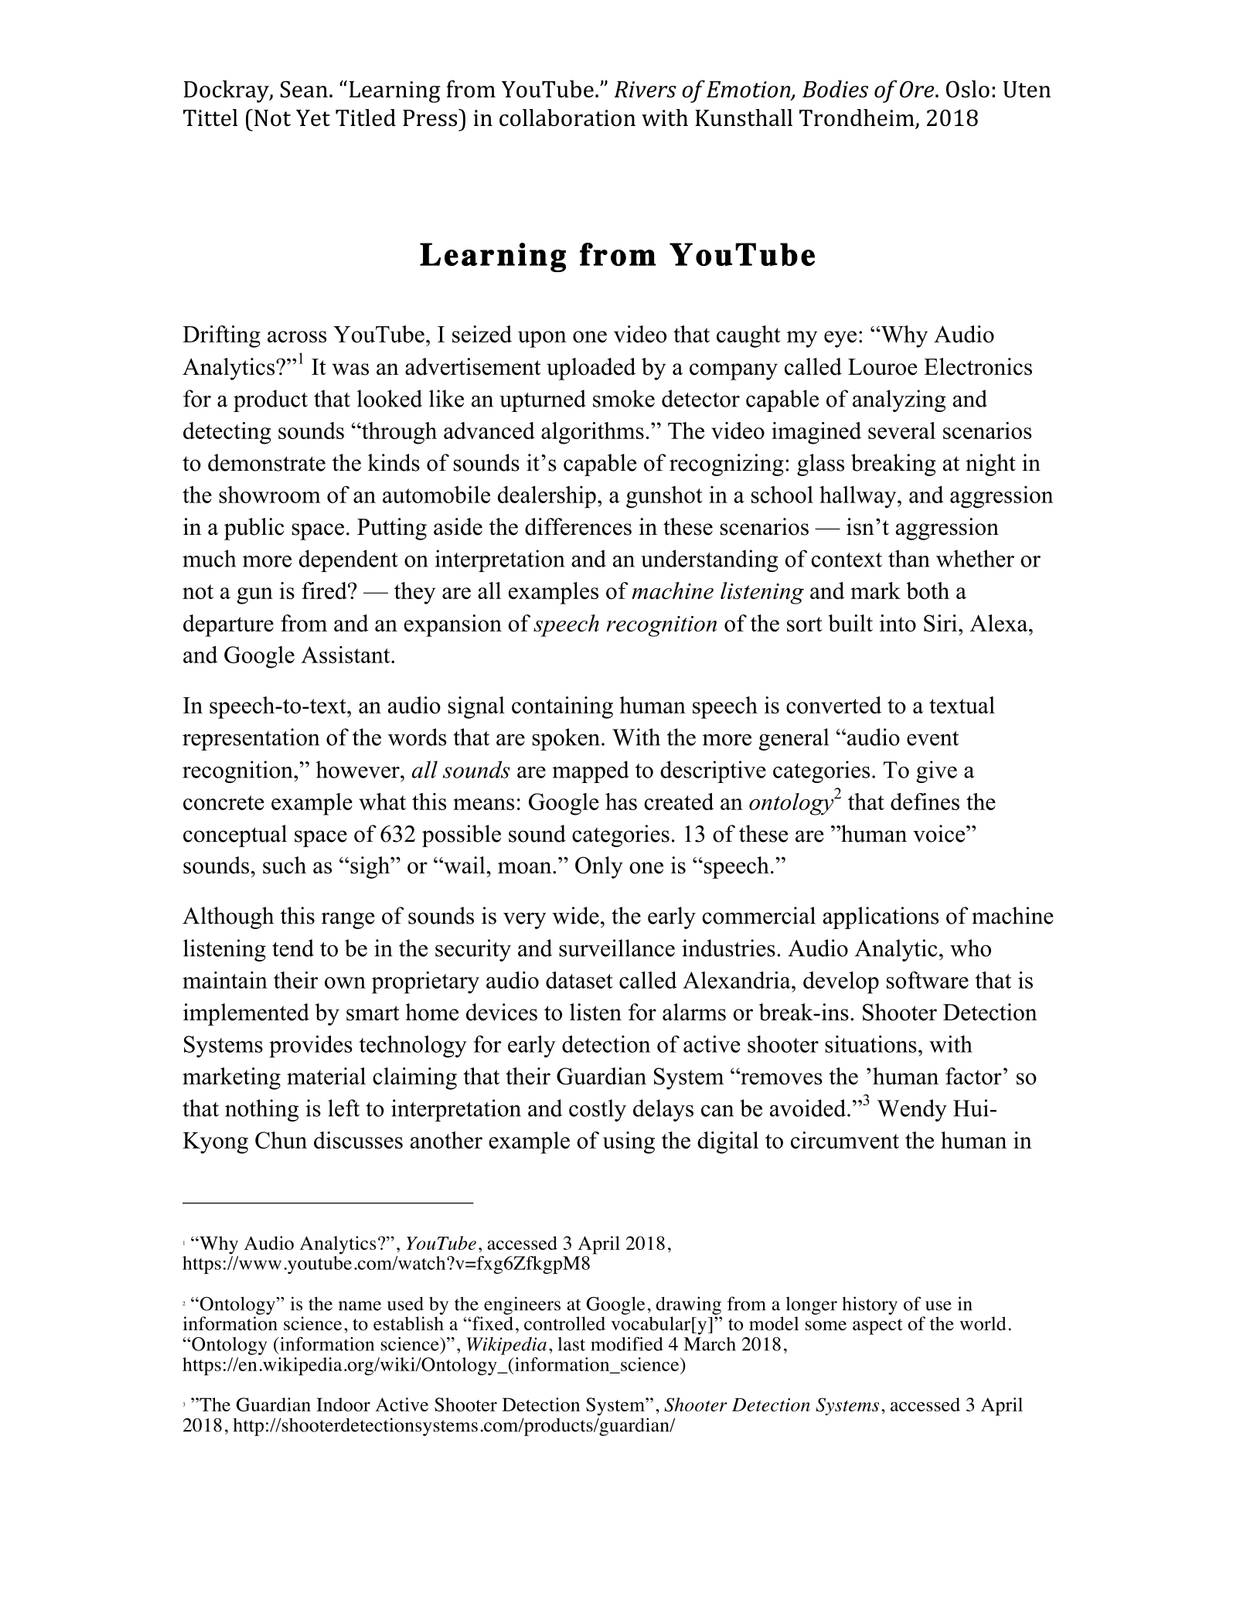 Dockray, Sean. “Learning from YouTube.” Rivers of Emotion, Bodies of Ore. Oslo: Uten
Tittel (Not Yet Titled Press) in collaboration with Kunsthall Trondheim, 2018
Learning from YouTube
Drifting across YouTube, I seized upon one video that caught my eye: “Why Audio
Analytics?”1 It was an advertisement uploaded by a company called Louroe Electronics
for a product that looked like an upturned smoke detector capable of analyzing and
detecting sounds “through advanced algorithms.” The video imagined several scenarios
to demonstrate the kinds of sounds it’s capable of recognizing: glass breaking at night in
the showroom of an automobile dealership, a gunshot in a school hallway, and aggression
in a public space. Putting aside the differences in these scenarios — isn’t aggression
much more dependent on interpretation and an understanding of context than whether or
not a gun is fired? — they are all examples of machine listening and mark both a
departure from and an expansion of speech recognition of the sort built into Siri, Alexa,
and Google Assistant.
In speech-to-text, an audio signal containing human speech is converted to a textual
representation of the words that are spoken. With the more general “audio event
recognition,” however, all sounds are mapped to descriptive categories. To give a
concrete example what this means: Google has created an ontology2 that defines the
conceptual space of 632 possible sound categories. 13 of these are ”human voice”
sounds, such as “sigh” or “wail, moan.” Only one is “speech.”
Although this range of sounds is very wide, the early commercial applications of machine
listening tend to be in the security and surveillance industries. Audio Analytic, who
maintain their own proprietary audio dataset called Alexandria, develop software that is
implemented by smart home devices to listen for alarms or break-ins. Shooter Detection
Systems provides technology for early detection of active shooter situations, with
marketing material claiming that their Guardian System “removes the ’human factor’ so
that nothing is left to interpretation and costly delays can be avoided.”3 Wendy Hui-
Kyong Chun discusses another example of using the digital to circumvent the human in
1 “Why Audio Analytics?”, YouTube, accessed 3 April 2018,
https://www.youtube.com/watch?v=fxg6ZfkgpM8
2 “Ontology” is the name used by the engineers at Google, drawing from a longer history of use in
information science, to establish a “fixed, controlled vocabular[y]” to model some aspect of the world.
“Ontology (information science)”, Wikipedia, last modified 4 March 2018,
https://en.wikipedia.org/wiki/Ontology_(information_science)
3 ”The Guardian Indoor Active Shooter Detection System”, Shooter Detection Systems, accessed 3 April
2018, http://shooterdetectionsystems.com/products/guardian/